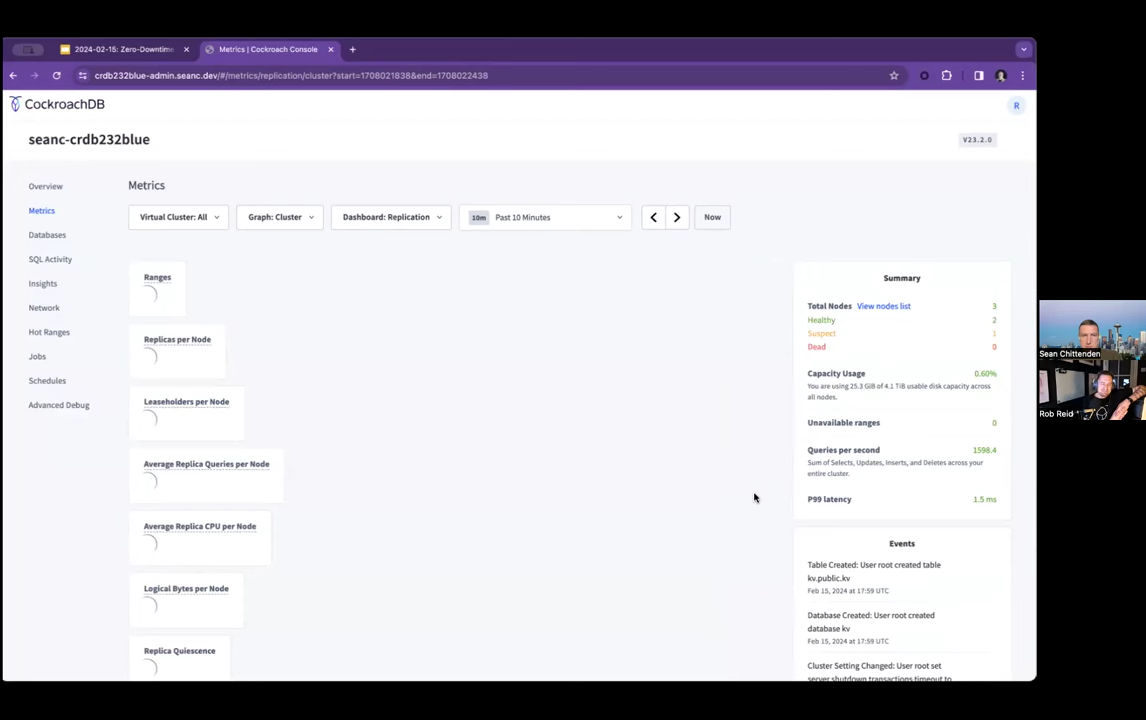 2024-02-15: Zero-Downtim
Metrics | Cockroach Console
crdb232blue-admin.seanc.dev/#/metrics/replication/cluster?start=1708021838&end=1708022438
CockroachDB
R
seanc-crdb232blue
V23.2.0
Overview
Metrics
Databases
SQL Activity
Insights
Network
Hot Ranges
Jobs
Schedules
Advanced Debug
Metrics
Virtual Cluster: All
Graph: Cluster
Dashboard: Replication
10m Past 10 Minutes
Now
Ranges
Replicas per Node
Leaseholders per Node
Average Replica Queries per Node
Average Replica CPU per Node
Logical Bytes per Node
Replica Quiescence
Summary
Total Nodes View nodes list 3
Healthy 2
Suspect 1
Dead 0
Capacity Usage 0.60%
You are using 25.3 GiB of 4.1 TiB usable disk capacity across
all nodes.
Unavailable ranges 0
Queries per second 1598.4
Sum of Selects, Updates, Inserts, and Deletes across your
entire cluster.
P99 latency 1.5 ms
Events
Table Created: User root created table
kv.public.kv
Feb 15, 2024 at 17:59 UTC
Database Created: User root created
database kv
Feb 15, 2024 at 17:59 UTC
Cluster Setting Changed: User root set
server.shutdown.transactions.timeout to
Sean Chittenden
Rob Reid